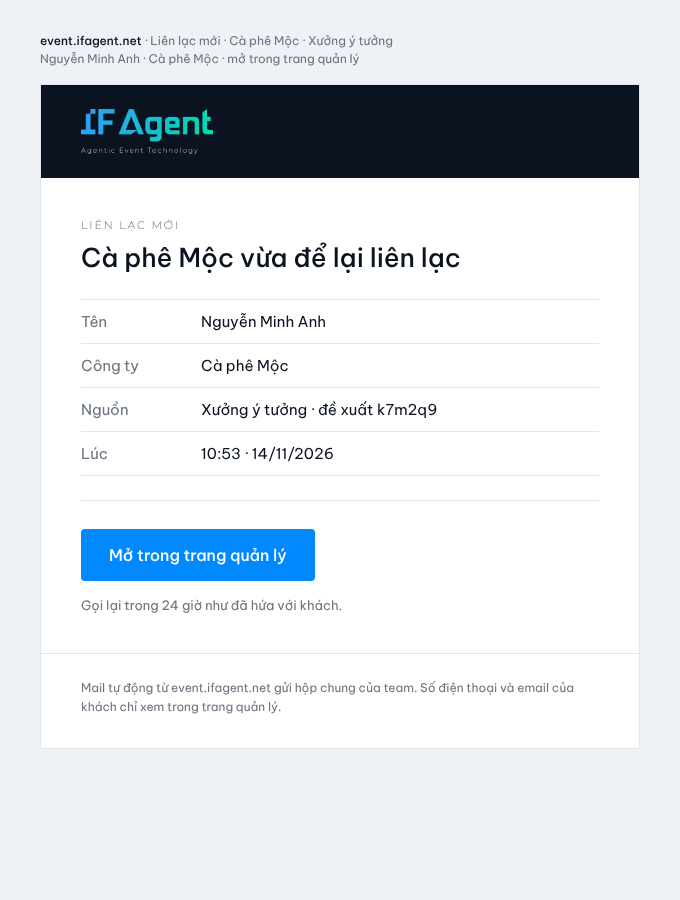 event.ifagent.net · Liên lạc mới · Cà phê Mộc · Xưởng ý tưởng
Nguyễn Minh Anh · Cà phê Mộc · mở trong trang quản lý
IF Agent
Agentic Event Technology
LIÊN LẠC MỚI
Cà phê Mộc vừa để lại liên lạc
Tên Nguyễn Minh Anh
Công ty Cà phê Mộc
Nguồn Xưởng ý tưởng · đề xuất k7m2q9
Lúc 10:53 · 14/11/2026
Mở trong trang quản lý
Gọi lại trong 24 giờ như đã hứa với khách.
Mail tự động từ event.ifagent.net gửi hộp chung của team. Số điện thoại và email của
khách chỉ xem trong trang quản lý.